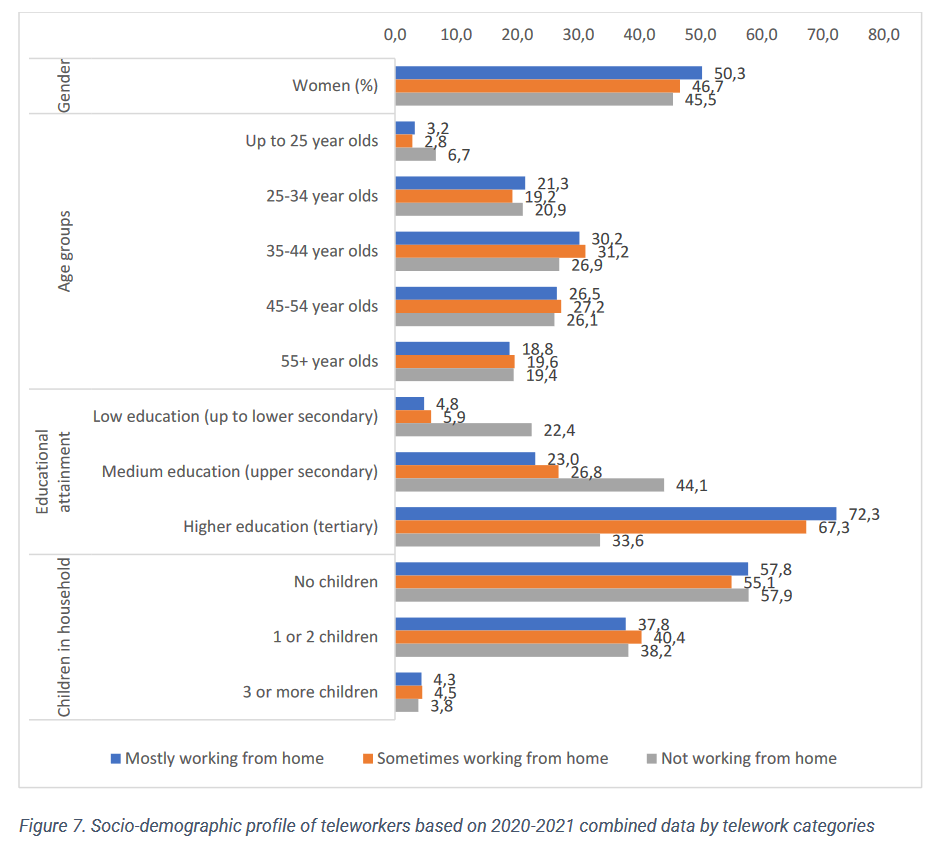 0,0 10,0 20,0 30,0 40,0 50,0 60,0 70,0 80,0
Gender
Women (%)
50,3
46,7
45,5
Age groups
Up to 25 year olds
3,2
2,8
6,7
25-34 year olds
21,3
19,2
20,9
35-44 year olds
30,2
31,2
26,9
45-54 year olds
26,5
27,2
26,1
55+ year olds
18,8
19,6
19,4
Educational
attainment
Low education (up to lower secondary)
4,8
5,9
22,4
Medium education (upper secondary)
23,0
26,8
44,1
Higher education (tertiary)
72,3
67,3
33,6
Children in household
No children
57,8
55,1
57,9
1 or 2 children
37,8
40,4
38,2
3 or more children
4,3
4,5
3,8
Mostly working from home Sometimes working from home Not working from home
Figure 7. Socio-demographic profile of teleworkers based on 2020-2021 combined data by telework categories